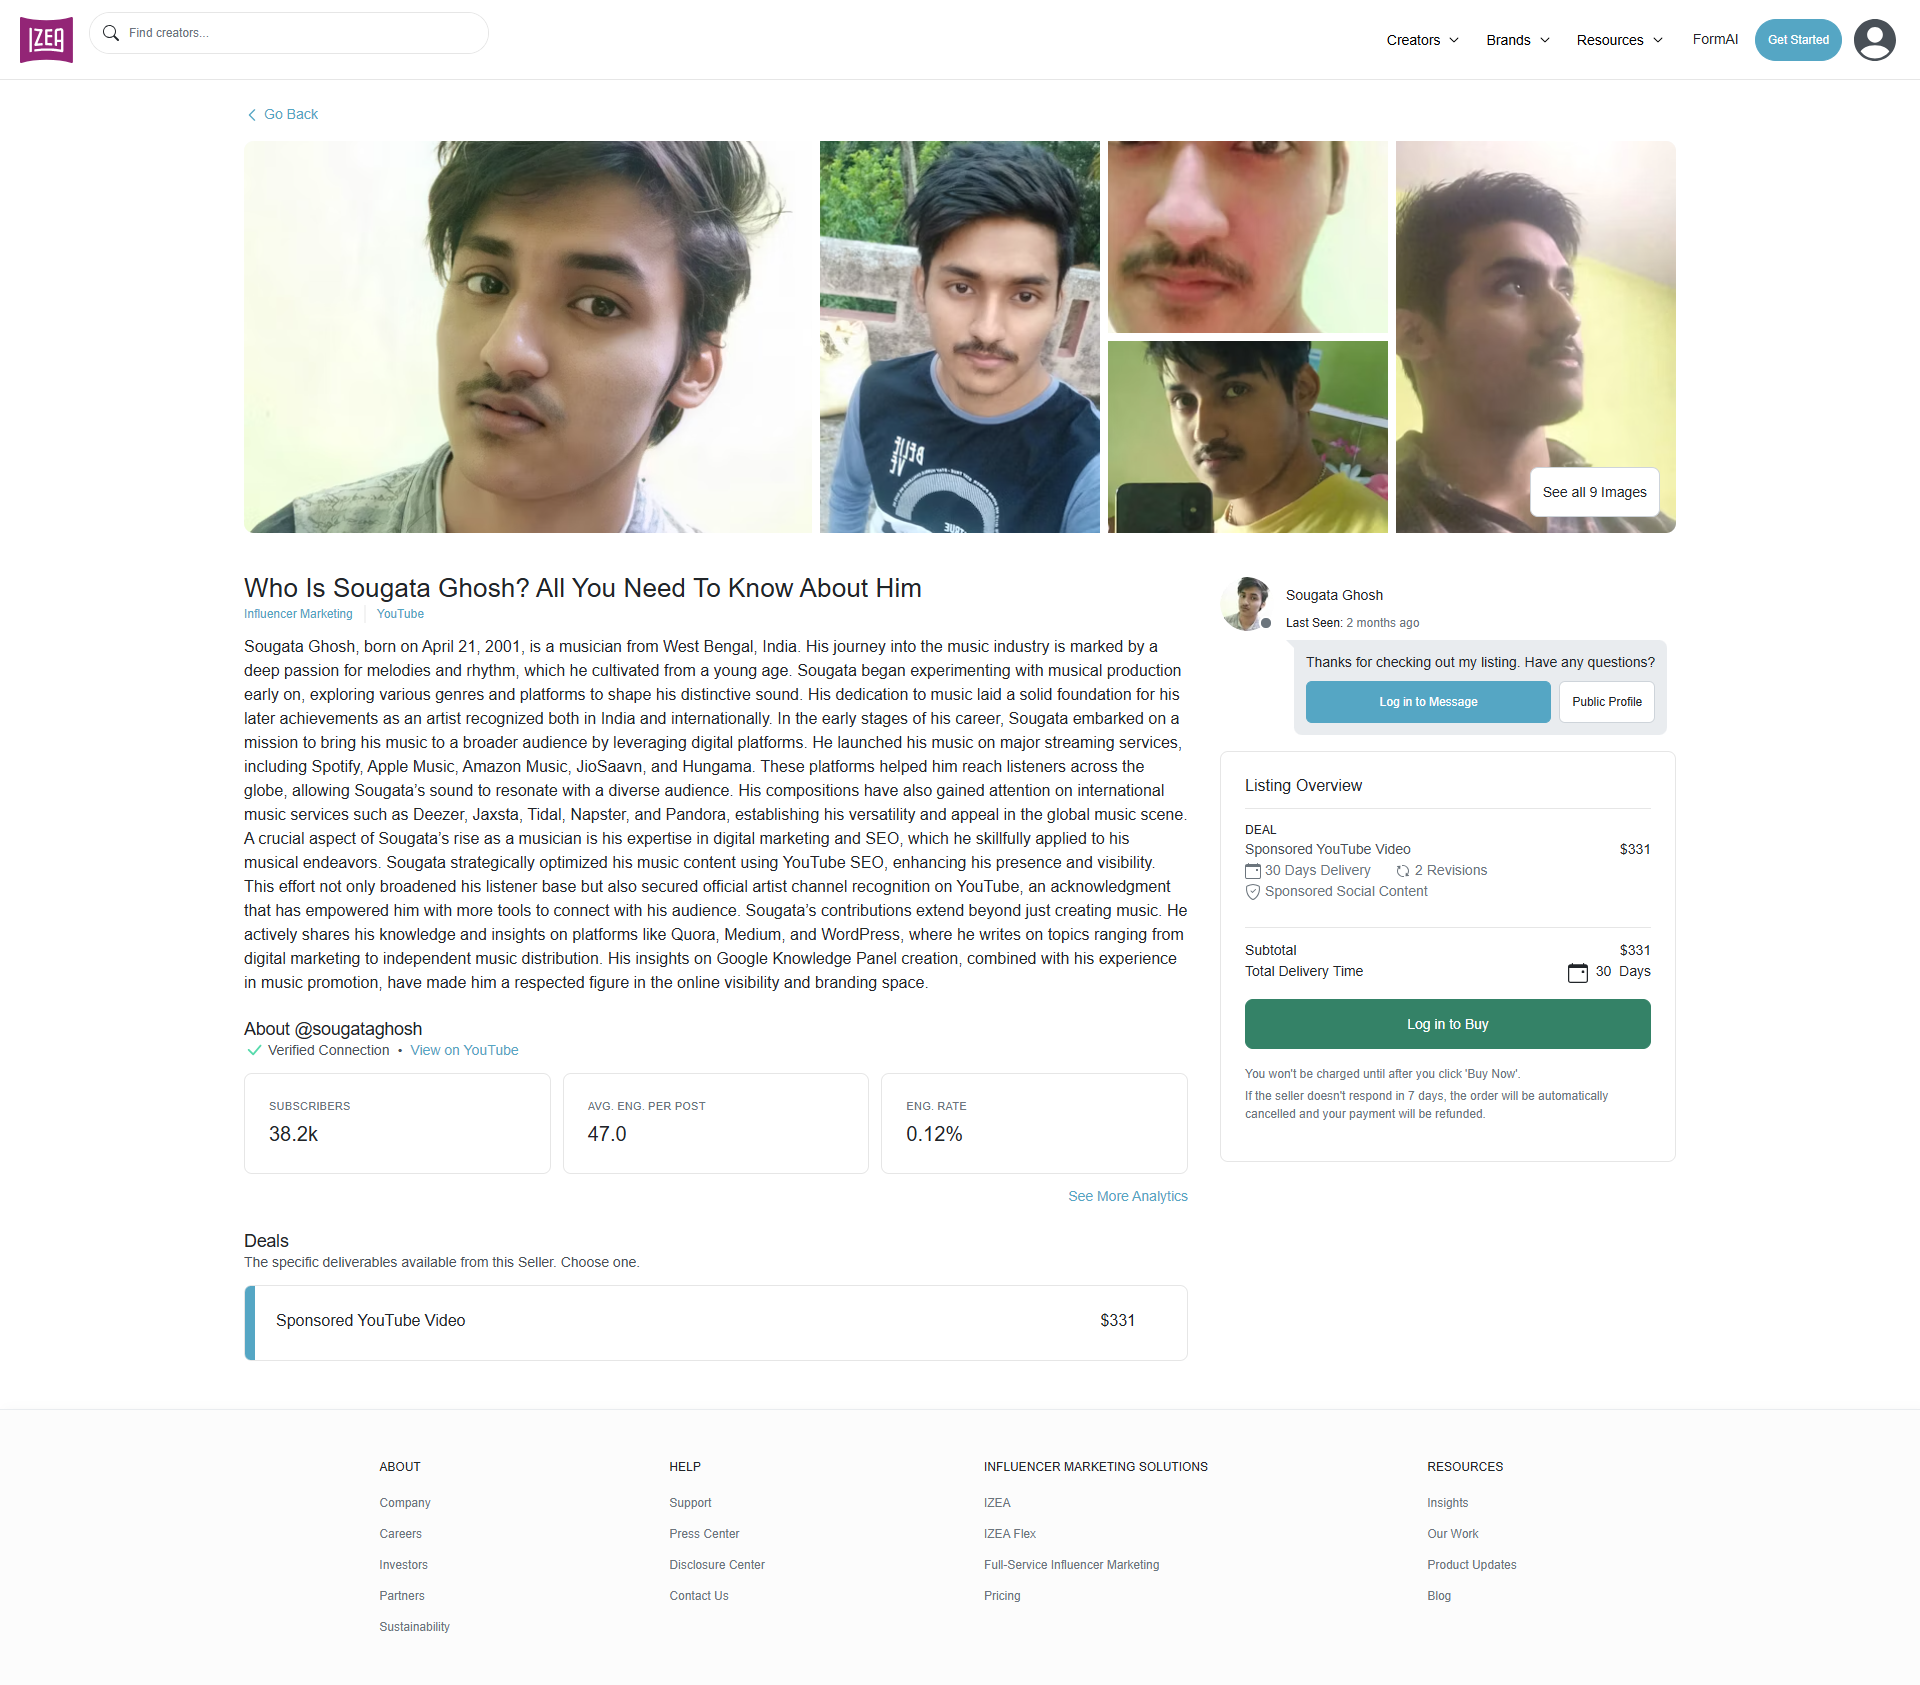 IZEA
Find creators...
Creators
Brands
Resources
FormAI
Get Started
Go Back
BELIEVE
See all 9 Images
Who Is Sougata Ghosh? All You Need To Know About Him
Influencer Marketing
YouTube
Sougata Ghosh, born on April 21, 2001, is a musician from West Bengal, India. His journey into the music industry is marked by a
deep passion for melodies and rhythm, which he cultivated from a young age. Sougata began experimenting with musical production
early on, exploring various genres and platforms to shape his distinctive sound. His dedication to music laid a solid foundation for his
later achievements as an artist recognized both in India and internationally. In the early stages of his career, Sougata embarked on a
mission to bring his music to a broader audience by leveraging digital platforms. He launched his music on major streaming services,
including Spotify, Apple Music, Amazon Music, JioSaavn, and Hungama. These platforms helped him reach listeners across the
globe, allowing Sougata’s sound to resonate with a diverse audience. His compositions have also gained attention on international
music services such as Deezer, Jaxsta, Tidal, Napster, and Pandora, establishing his versatility and appeal in the global music scene.
A crucial aspect of Sougata’s rise as a musician is his expertise in digital marketing and SEO, which he skillfully applied to his
musical endeavors. Sougata strategically optimized his music content using YouTube SEO, enhancing his presence and visibility.
This effort not only broadened his listener base but also secured official artist channel recognition on YouTube, an acknowledgment
that has empowered him with more tools to connect with his audience. Sougata’s contributions extend beyond just creating music. He
actively shares his knowledge and insights on platforms like Quora, Medium, and WordPress, where he writes on topics ranging from
digital marketing to independent music distribution. His insights on Google Knowledge Panel creation, combined with his experience
in music promotion, have made him a respected figure in the online visibility and branding space.
About @sougataghosh
Verified Connection • View on YouTube
SUBSCRIBERS
38.2k
AVG. ENG. PER POST
47.0
ENG. RATE
0.12%
See More Analytics
Deals
The specific deliverables available from this Seller. Choose one.
Sponsored YouTube Video
$331
Sougata Ghosh
Last Seen: 2 months ago
Thanks for checking out my listing. Have any questions?
Log in to Message
Public Profile
Listing Overview
DEAL
Sponsored YouTube Video $331
30 Days Delivery 2 Revisions
Sponsored Social Content
Subtotal $331
Total Delivery Time 30 Days
Log in to Buy
You won't be charged until after you click 'Buy Now'.
If the seller doesn't respond in 7 days, the order will be automatically
cancelled and your payment will be refunded.
ABOUT
Company
Careers
Investors
Partners
Sustainability
HELP
Support
Press Center
Disclosure Center
Contact Us
INFLUENCER MARKETING SOLUTIONS
IZEA
IZEA Flex
Full-Service Influencer Marketing
Pricing
RESOURCES
Insights
Our Work
Product Updates
Blog